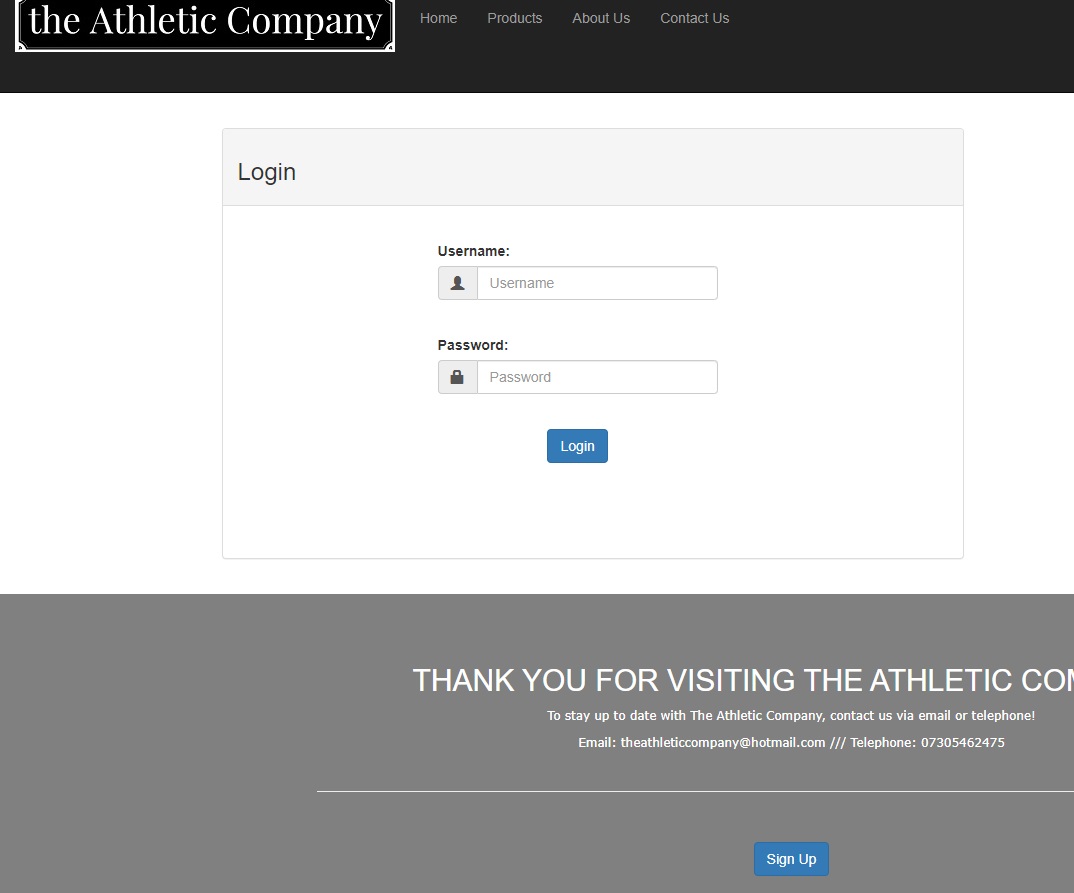 the Athletic Company
Home Products About Us Contact Us
Login
Username:
Username
Password:
Password
Login
THANK YOU FOR VISITING THE ATHLETIC COM
To stay up to date with The Athletic Company, contact us via email or telephone!
Email: theathleticcompany@hotmail.com /// Telephone: 07305462475
Sign Up